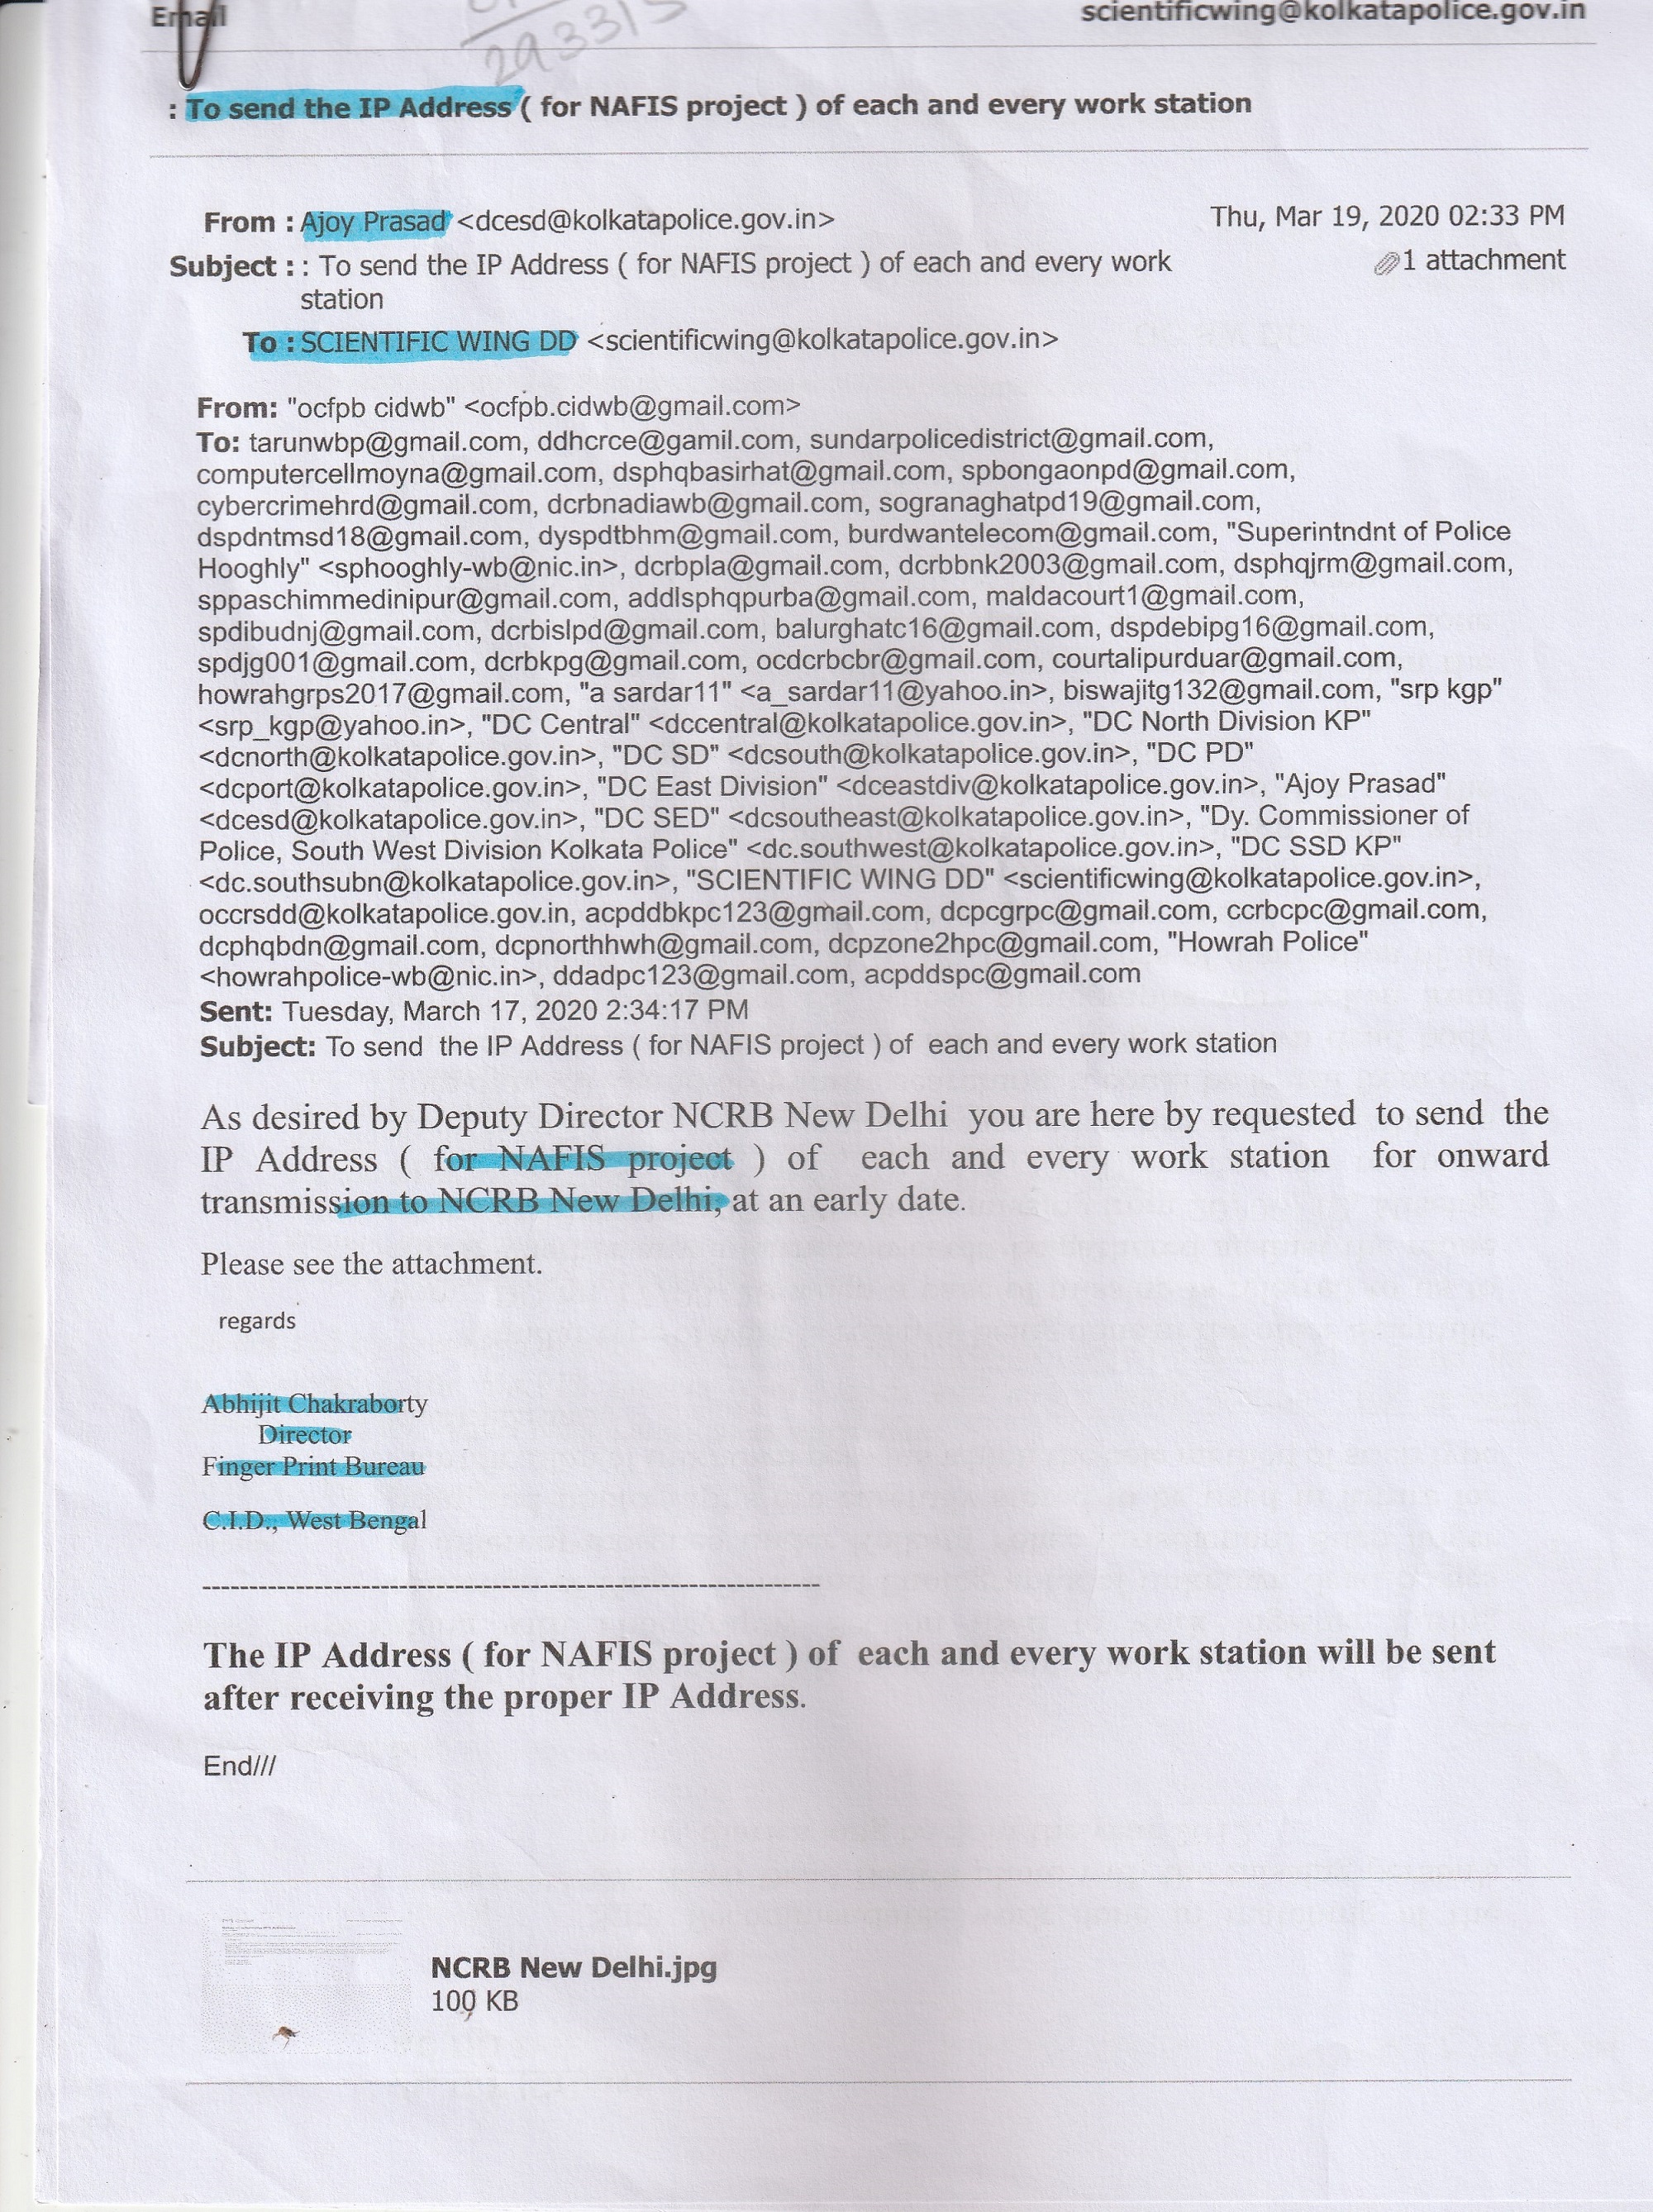 Email scientificwing@kolkatapolice.gov.in
2933/S
: To send the IP Address ( for NAFIS project ) of each and every work station
From : Ajoy Prasad <dcesd@kolkatapolice.gov.in> Thu, Mar 19, 2020 02:33 PM
Subject : : To send the IP Address ( for NAFIS project ) of each and every work 1 attachment
station
To : SCIENTIFIC WING DD <scientificwing@kolkatapolice.gov.in>
From: "ocfpb cidwb" <ocfpb.cidwb@gmail.com>
To: tarunwbp@gmail.com, ddhcrce@gamil.com, sundarpolicedistrict@gmail.com,
computercellmoyna@gmail.com, dsphqbasirhat@gmail.com, spbongaonpd@gmail.com,
cybercrimehrd@gmail.com, dcrbnadiawb@gmail.com, sogranaghatpd19@gmail.com,
dspdntmsd18@gmail.com, dyspdtbhm@gmail.com, burdwantelecom@gmail.com, "Superintndnt of Police
Hooghly" <sphooghly-wb@nic.in>, dcrbpla@gmail.com, dcrbbnk2003@gmail.com, dsphqjrm@gmail.com,
sppaschimmedinipur@gmail.com, addlsphqpurba@gmail.com, maldacourt1@gmail.com,
spdibudnj@gmail.com, dcrbislpd@gmail.com, balurghatc16@gmail.com, dspdebipg16@gmail.com,
spdjg001@gmail.com, dcrbkpg@gmail.com, ocdcrbcbr@gmail.com, courtalipurduar@gmail.com,
howrahgrps2017@gmail.com, "a sardar11" <a_sardar11@yahoo.in>, biswajitg132@gmail.com, "srp kgp"
<srp_kgp@yahoo.in>, "DC Central" <dccentral@kolkatapolice.gov.in>, "DC North Division KP"
<dcnorth@kolkatapolice.gov.in>, "DC SD" <dcsouth@kolkatapolice.gov.in>, "DC PD"
<dcport@kolkatapolice.gov.in>, "DC East Division" <dceastdiv@kolkatapolice.gov.in>, "Ajoy Prasad"
<dcesd@kolkatapolice.gov.in>, "DC SED" <dcsoutheast@kolkatapolice.gov.in>, "Dy. Commissioner of
Police, South West Division Kolkata Police" <dc.southwest@kolkatapolice.gov.in>, "DC SSD KP"
<dc.southsubn@kolkatapolice.gov.in>, "SCIENTIFIC WING DD" <scientificwing@kolkatapolice.gov.in>,
occrsdd@kolkatapolice.gov.in, acpddbkpc123@gmail.com, dcpcgrpc@gmail.com, ccrbcpc@gmail.com,
dcphqbdn@gmail.com, dcpnorthhwh@gmail.com, dcpzone2hpc@gmail.com, "Howrah Police"
<howrahpolice-wb@nic.in>, ddadpc123@gmail.com, acpddspc@gmail.com
Sent: Tuesday, March 17, 2020 2:34:17 PM
Subject: To send the IP Address ( for NAFIS project ) of each and every work station
As desired by Deputy Director NCRB New Delhi you are here by requested to send the
IP Address ( for NAFIS project ) of each and every work station for onward
transmission to NCRB New Delhi, at an early date.
Please see the attachment.
regards
Abhijit Chakraborty
Director
Finger Print Bureau
C.I.D., West Bengal
------------------------------------------------------------------
The IP Address ( for NAFIS project ) of each and every work station will be sent
after receiving the proper IP Address.
End///
NCRB New Delhi.jpg
100 KB